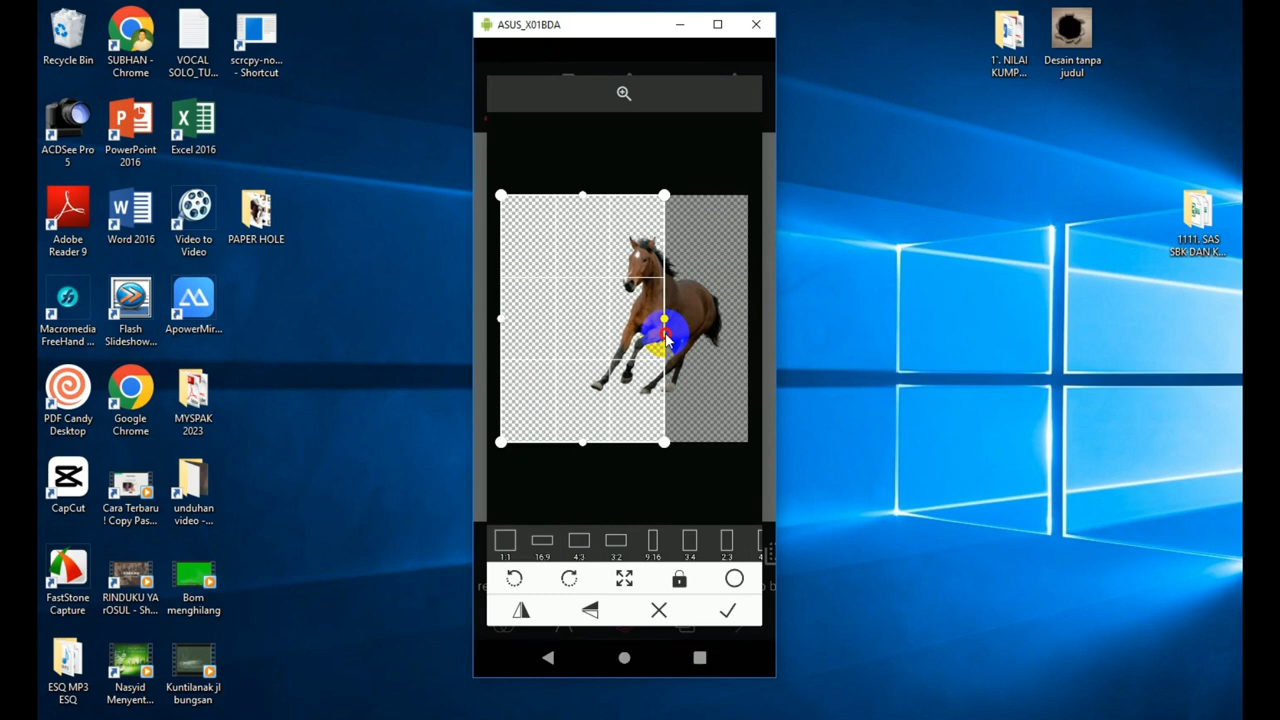 ASUS_X01BDA
Recycle Bin
SUBHAN -
Chrome
VOCAL
SOLO_TU...
scrcpy-no...
- Shortcut
1'. NILAI
KUMP...
Desain tanpa
judul
ACDSee Pro
5
PowerPoint
2016
Excel 2016
Adobe
Reader 9
Word 2016
Video to
Video
PAPER HOLE
1111. SAS
SBK DAN K...
Macromedia
FreeHand ...
Flash
Slideshow...
ApowerMir...
PDF Candy
Desktop
Google
Chrome
MYSPAK
2023
CapCut
Cara Terbaru
! Copy Pas...
unduhan
video -...
1:1
16:9
4:3
3:2
9:16
3:4
2:3
FastStone
Capture
RINDUKU YA
rOSUL - Sh...
Bom
menghilang
ESQ MP3
ESQ
Nasyid
Menyent...
Kuntilanak jl
bungsan